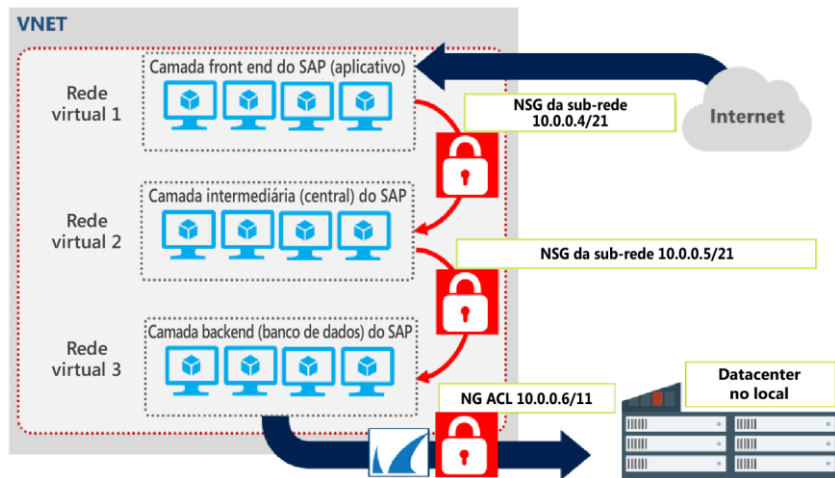 VNET
Camada front end do SAP (aplicativo)
Rede
virtual 1
NSG da sub-rede
10.0.0.4/21
Internet
Camada intermediária (central) do SAP
Rede
virtual 2
NSG da sub-rede 10.0.0.5/21
Camada backend (banco de dados) do SAP
Rede
virtual 3
NG ACL 10.0.0.6/11
Datacenter
no local